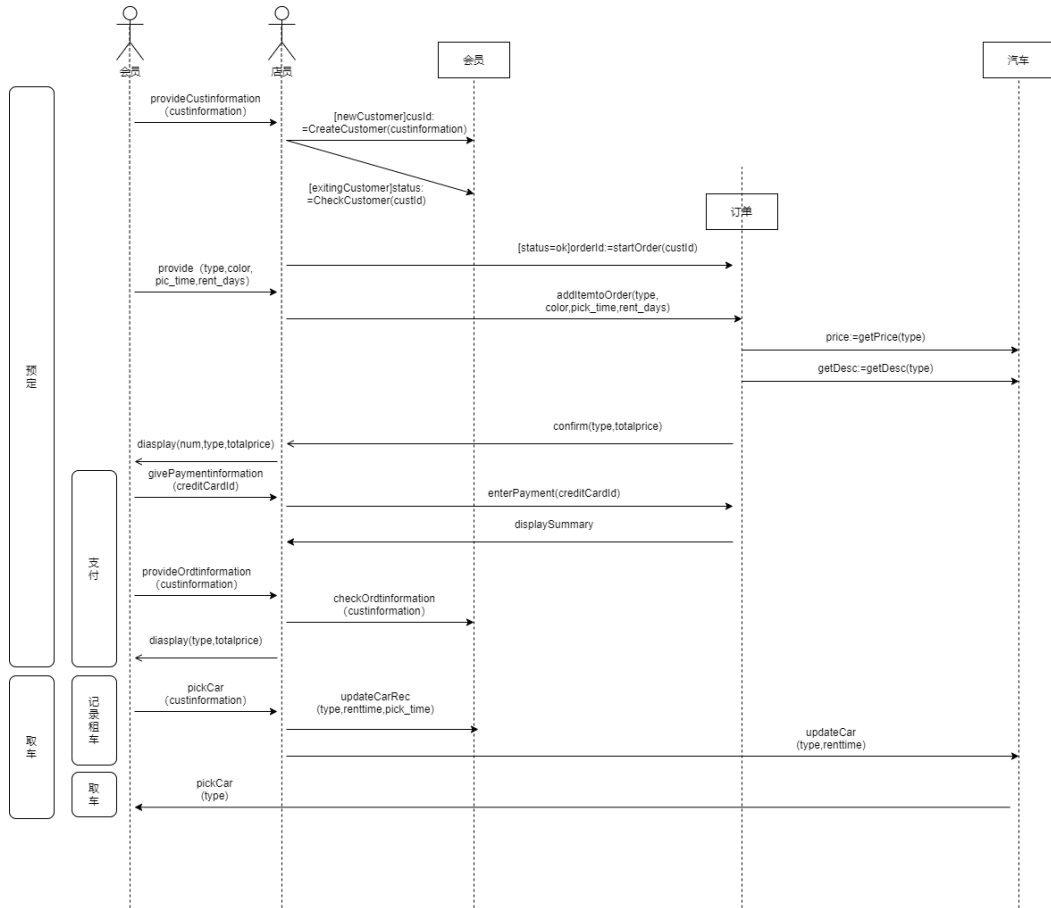 会员
店员
会员
汽车
provideCustinformation
（custinformation)
[newCustomer]cusId:
=CreateCustomer(custinformation)
[exitingCustomer]status:
=CheckCustomer(custId)
订单
[status=ok]orderId:=startOrder(custId)
provide（type,color,
pic_time,rent_days）
addItemtoOrder(type,
color,pick_time,rent_days)
price:=getPrice(type)
预
定
getDesc:=getDesc(type)
confirm(type,totalprice)
diasplay(num,type,totalprice)
givePaymentinformation
(creditCardId)
enterPayment(creditCardId)
displaySummary
支
付
provideOrdtinformation
（custinformation)
checkOrdtinformation
(custinformation)
diasplay(type,totalprice)
取
车
记
录
租
车
pickCar
（custinformation)
updateCarRec
(type,renttime,pick_time)
updateCar
(type,renttime)
取
车
pickCar
(type)